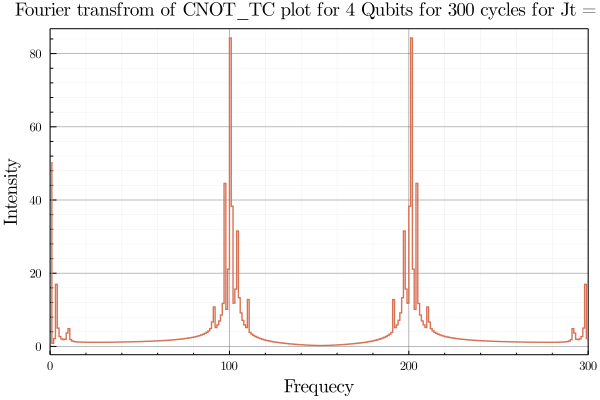 Fourier transfrom of CNOT_TC plot for 4 Qubits for 300 cycles for Jt =
80
60
40
20
0
Intensity
0 100 200 300
Frequecy